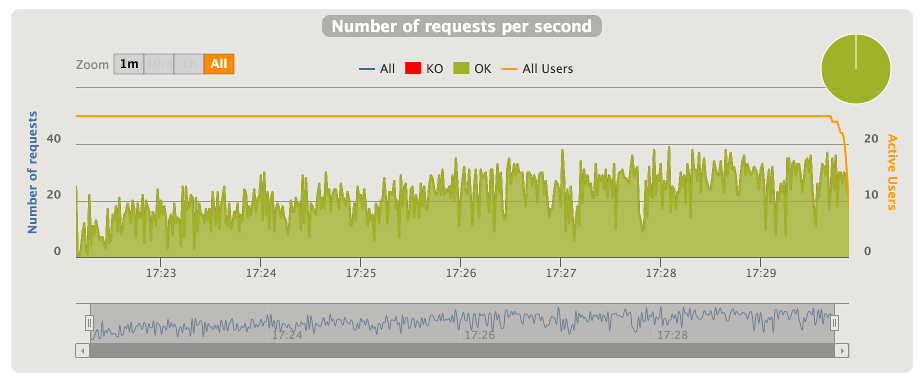 Number of requests per second
Zoom 1m 10m 1h All
All KO OK All Users
Number of requests
40
20
0
20
10
0
Active Users
17:23 17:24 17:25 17:26 17:27 17:28 17:29
17:24 17:26 17:28